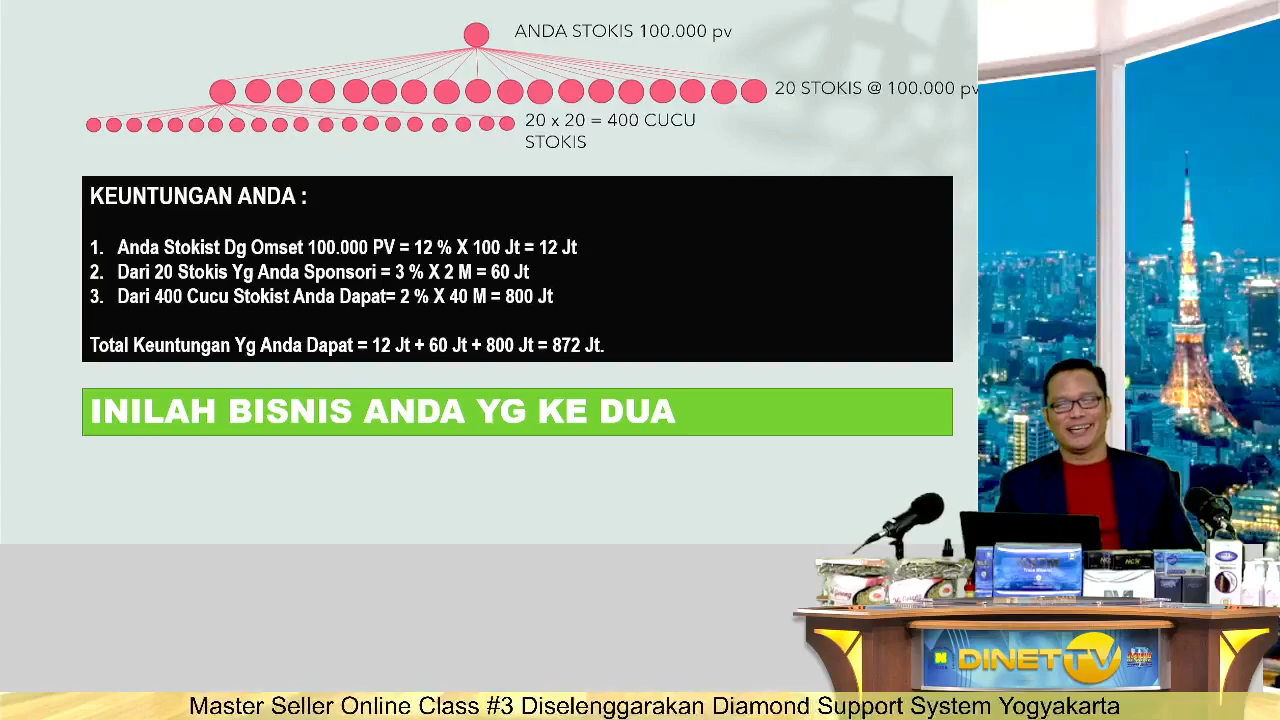 ANDA STOKIS 100.000 pv
20 STOKIS @ 100.000 pv
20 x 20 = 400 CUCU
STOKIS
KEUNTUNGAN ANDA :
1. Anda Stokist Dg Omset 100.000 PV = 12 % X 100 Jt = 12 Jt
2. Dari 20 Stokis Yg Anda Sponsori = 3 % X 2 M = 60 Jt
3. Dari 400 Cucu Stokist Anda Dapat= 2 % X 40 M = 800 Jt
Total Keuntungan Yg Anda Dapat = 12 Jt + 60 Jt + 800 Jt = 872 Jt.
INILAH BISNIS ANDA YG KE DUA
DINET TV
Master Seller Online Class #3 Diselenggarakan Diamond Support System Yogyakarta